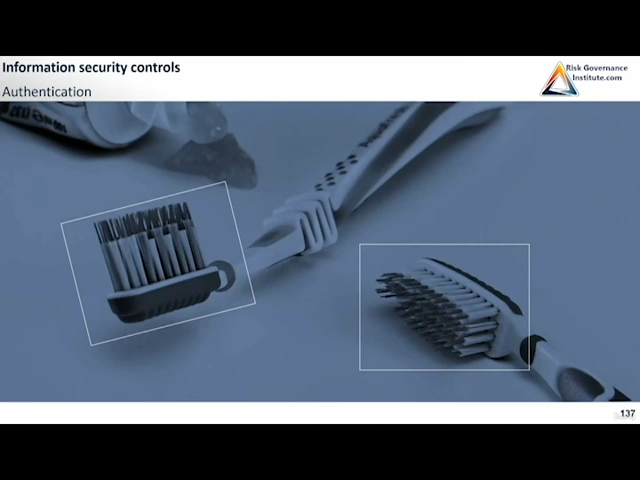 Information security controls
Authentication
Risk Governance
Institute.com
137